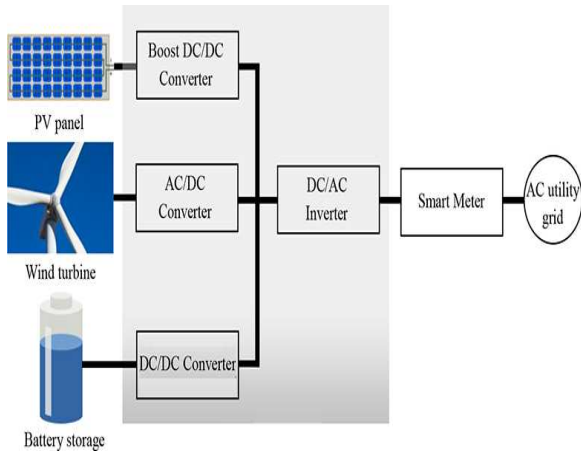 Boost DC/DC
Converter
PV panel
AC/DC
Converter
DC/AC
Inverter
Smart Meter
AC utility
grid
Wind turbine
DC/DC Converter
Battery storage